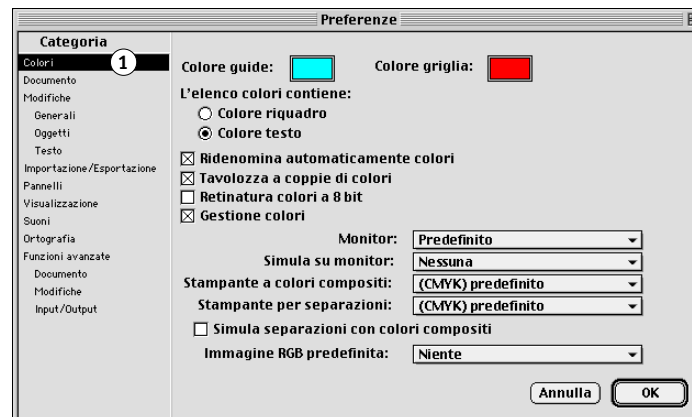 Preferenze
Categoria
Colori
1
Documento
Modifiche
Generali
Oggetti
Testo
Importazione/Esportazione
Pannelli
Visualizzazione
Suoni
Ortografia
Funzioni avanzate
Documento
Modifiche
Input/Output
Colore guide:
Colore griglia:
L'elenco colori contiene:
Colore riquadro
Colore testo
Ridenomina automaticamente colori
Tavolozza a coppie di colori
Retinatura colori a 8 bit
Gestione colori
Monitor: Predefinito
Simula su monitor: Nessuna
Stampante a colori compositi: (CMYK) predefinito
Stampante per separazioni: (CMYK) predefinito
Simula separazioni con colori compositi
Immagine RGB predefinita: Niente
Annulla
OK